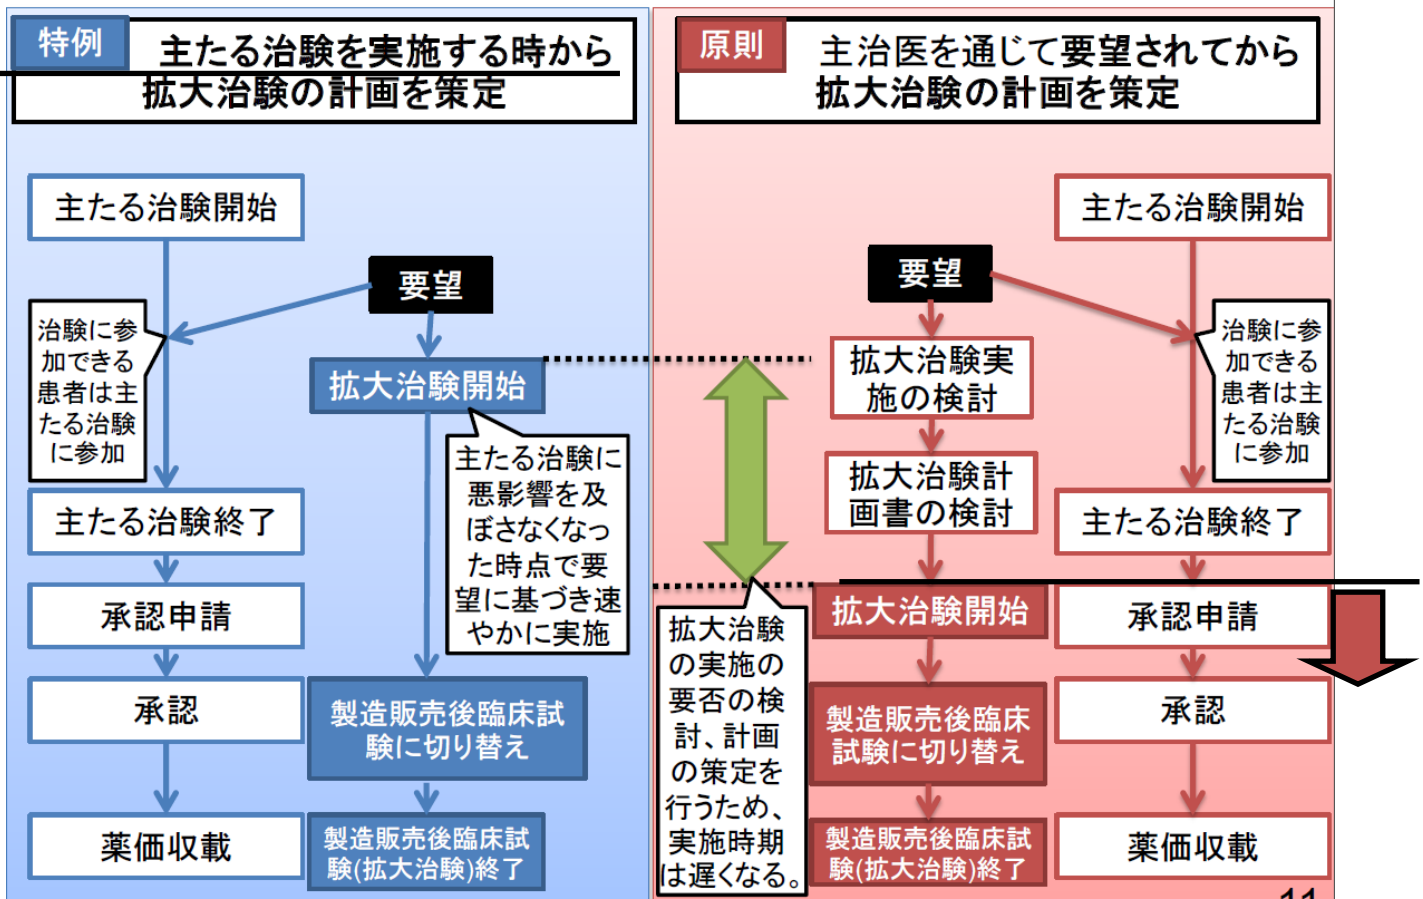 特例
主たる治験を実施する時から
拡大治験の計画を策定
主たる治験開始
要望
治験に参
加できる
患者は主
たる治験
に参加
拡大治験開始
主たる治験に
悪影響を及
ぼさなくなっ
た時点で要
望に基づき速
やかに実施
主たる治験終了
承認申請
承認
製造販売後臨床試
験に切り替え
薬価収載
製造販売後臨床試
験(拡大治験)終了
原則
主治医を通じて要望されてから
拡大治験の計画を策定
主たる治験開始
要望
拡大治験実
施の検討
治験に参
加できる
患者は主
たる治験
に参加
拡大治験計
画書の検討
主たる治験終了
拡大治験開始
承認申請
拡大治験
の実施の
要否の検
討、計画
の策定を
行うため、
実施時期
は遅くなる。
製造販売後臨床
試験に切り替え
承認
製造販売後臨床試
験(拡大治験)終了
薬価収載
11